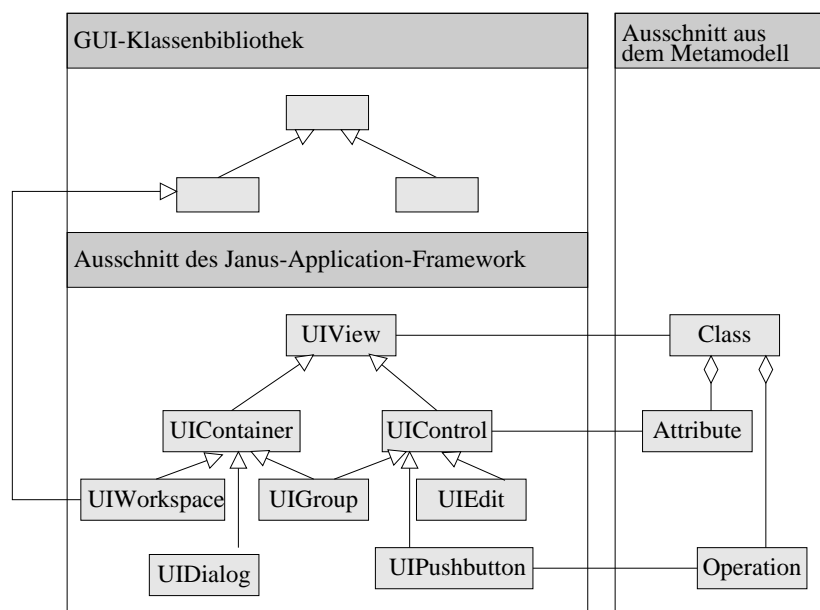 GUI-Klassenbibliothek
Ausschnitt aus
dem Metamodell
Ausschnitt des Janus-Application-Framework
UIView
Class
UIContainer
UIControl
Attribute
UIWorkspace
UIGroup
UIEdit
UIDialog
UIPushbutton
Operation